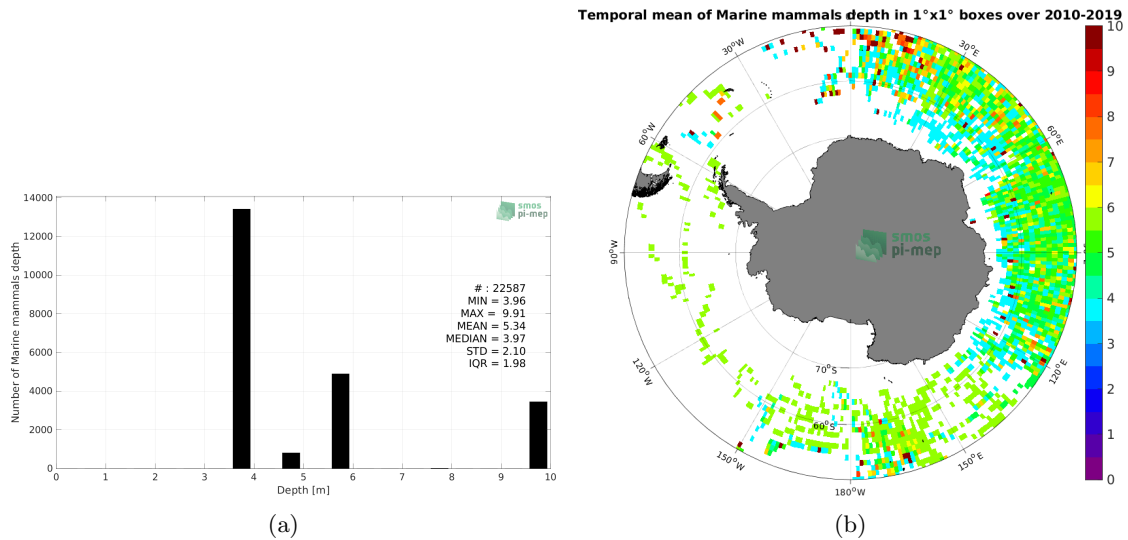 Temporal mean of Marine mammals depth in 1°x1° boxes over 2010-2019
14000
12000
10000
8000
6000
4000
2000
0
Number of Marine mammals depth
smos
pi-mep
# : 22587
MIN = 3.96
MAX = 9.91
MEAN = 5.34
MEDIAN = 3.97
STD = 2.10
IQR = 1.98
0 1 2 3 4 5 6 7 8 9 10
Depth [m]
(a)
0°
30°W
30°E
60°W
60°E
90°W
smos
pi-mep
120°W
120°E
70°S
60°S
150°W
150°E
180°W
10
9
8
7
6
5
4
3
2
1
0
(b)